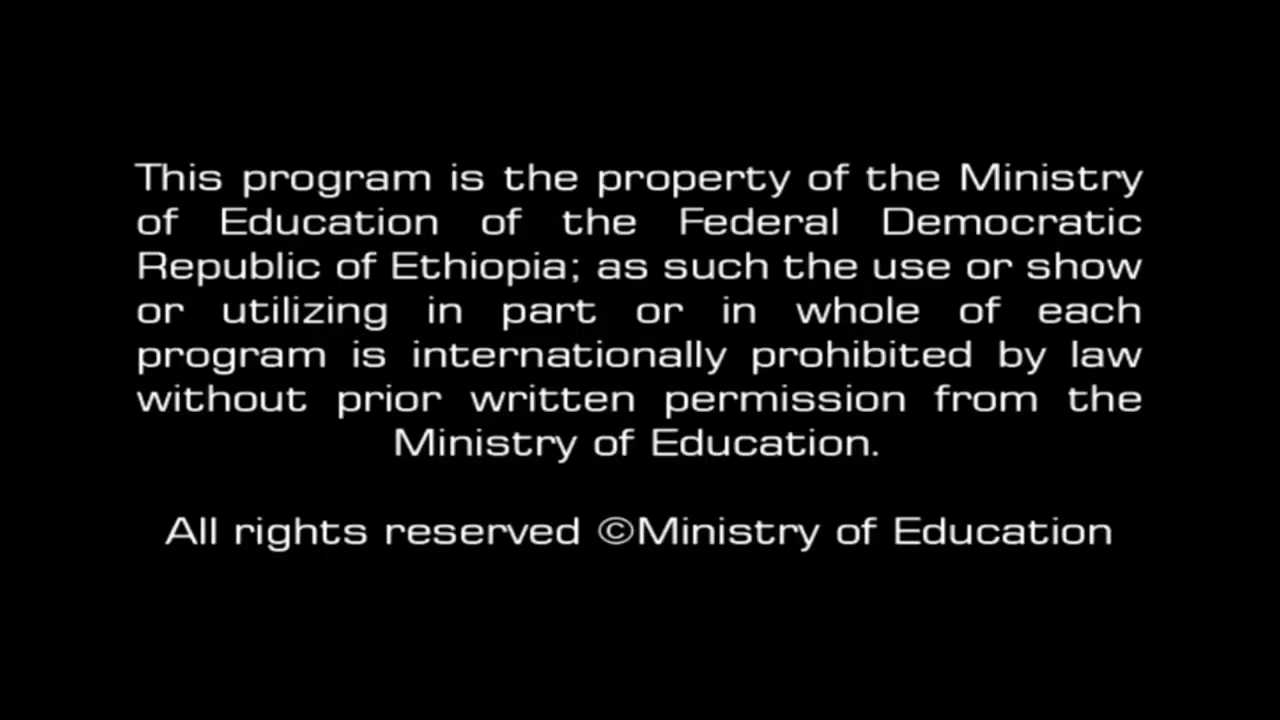 This program is the property of the Ministry
of Education of the Federal Democratic
Republic of Ethiopia; as such the use or show
or utilizing in part or in whole of each
program is internationally prohibited by law
without prior written permission from the
Ministry of Education.
All rights reserved ©Ministry of Education